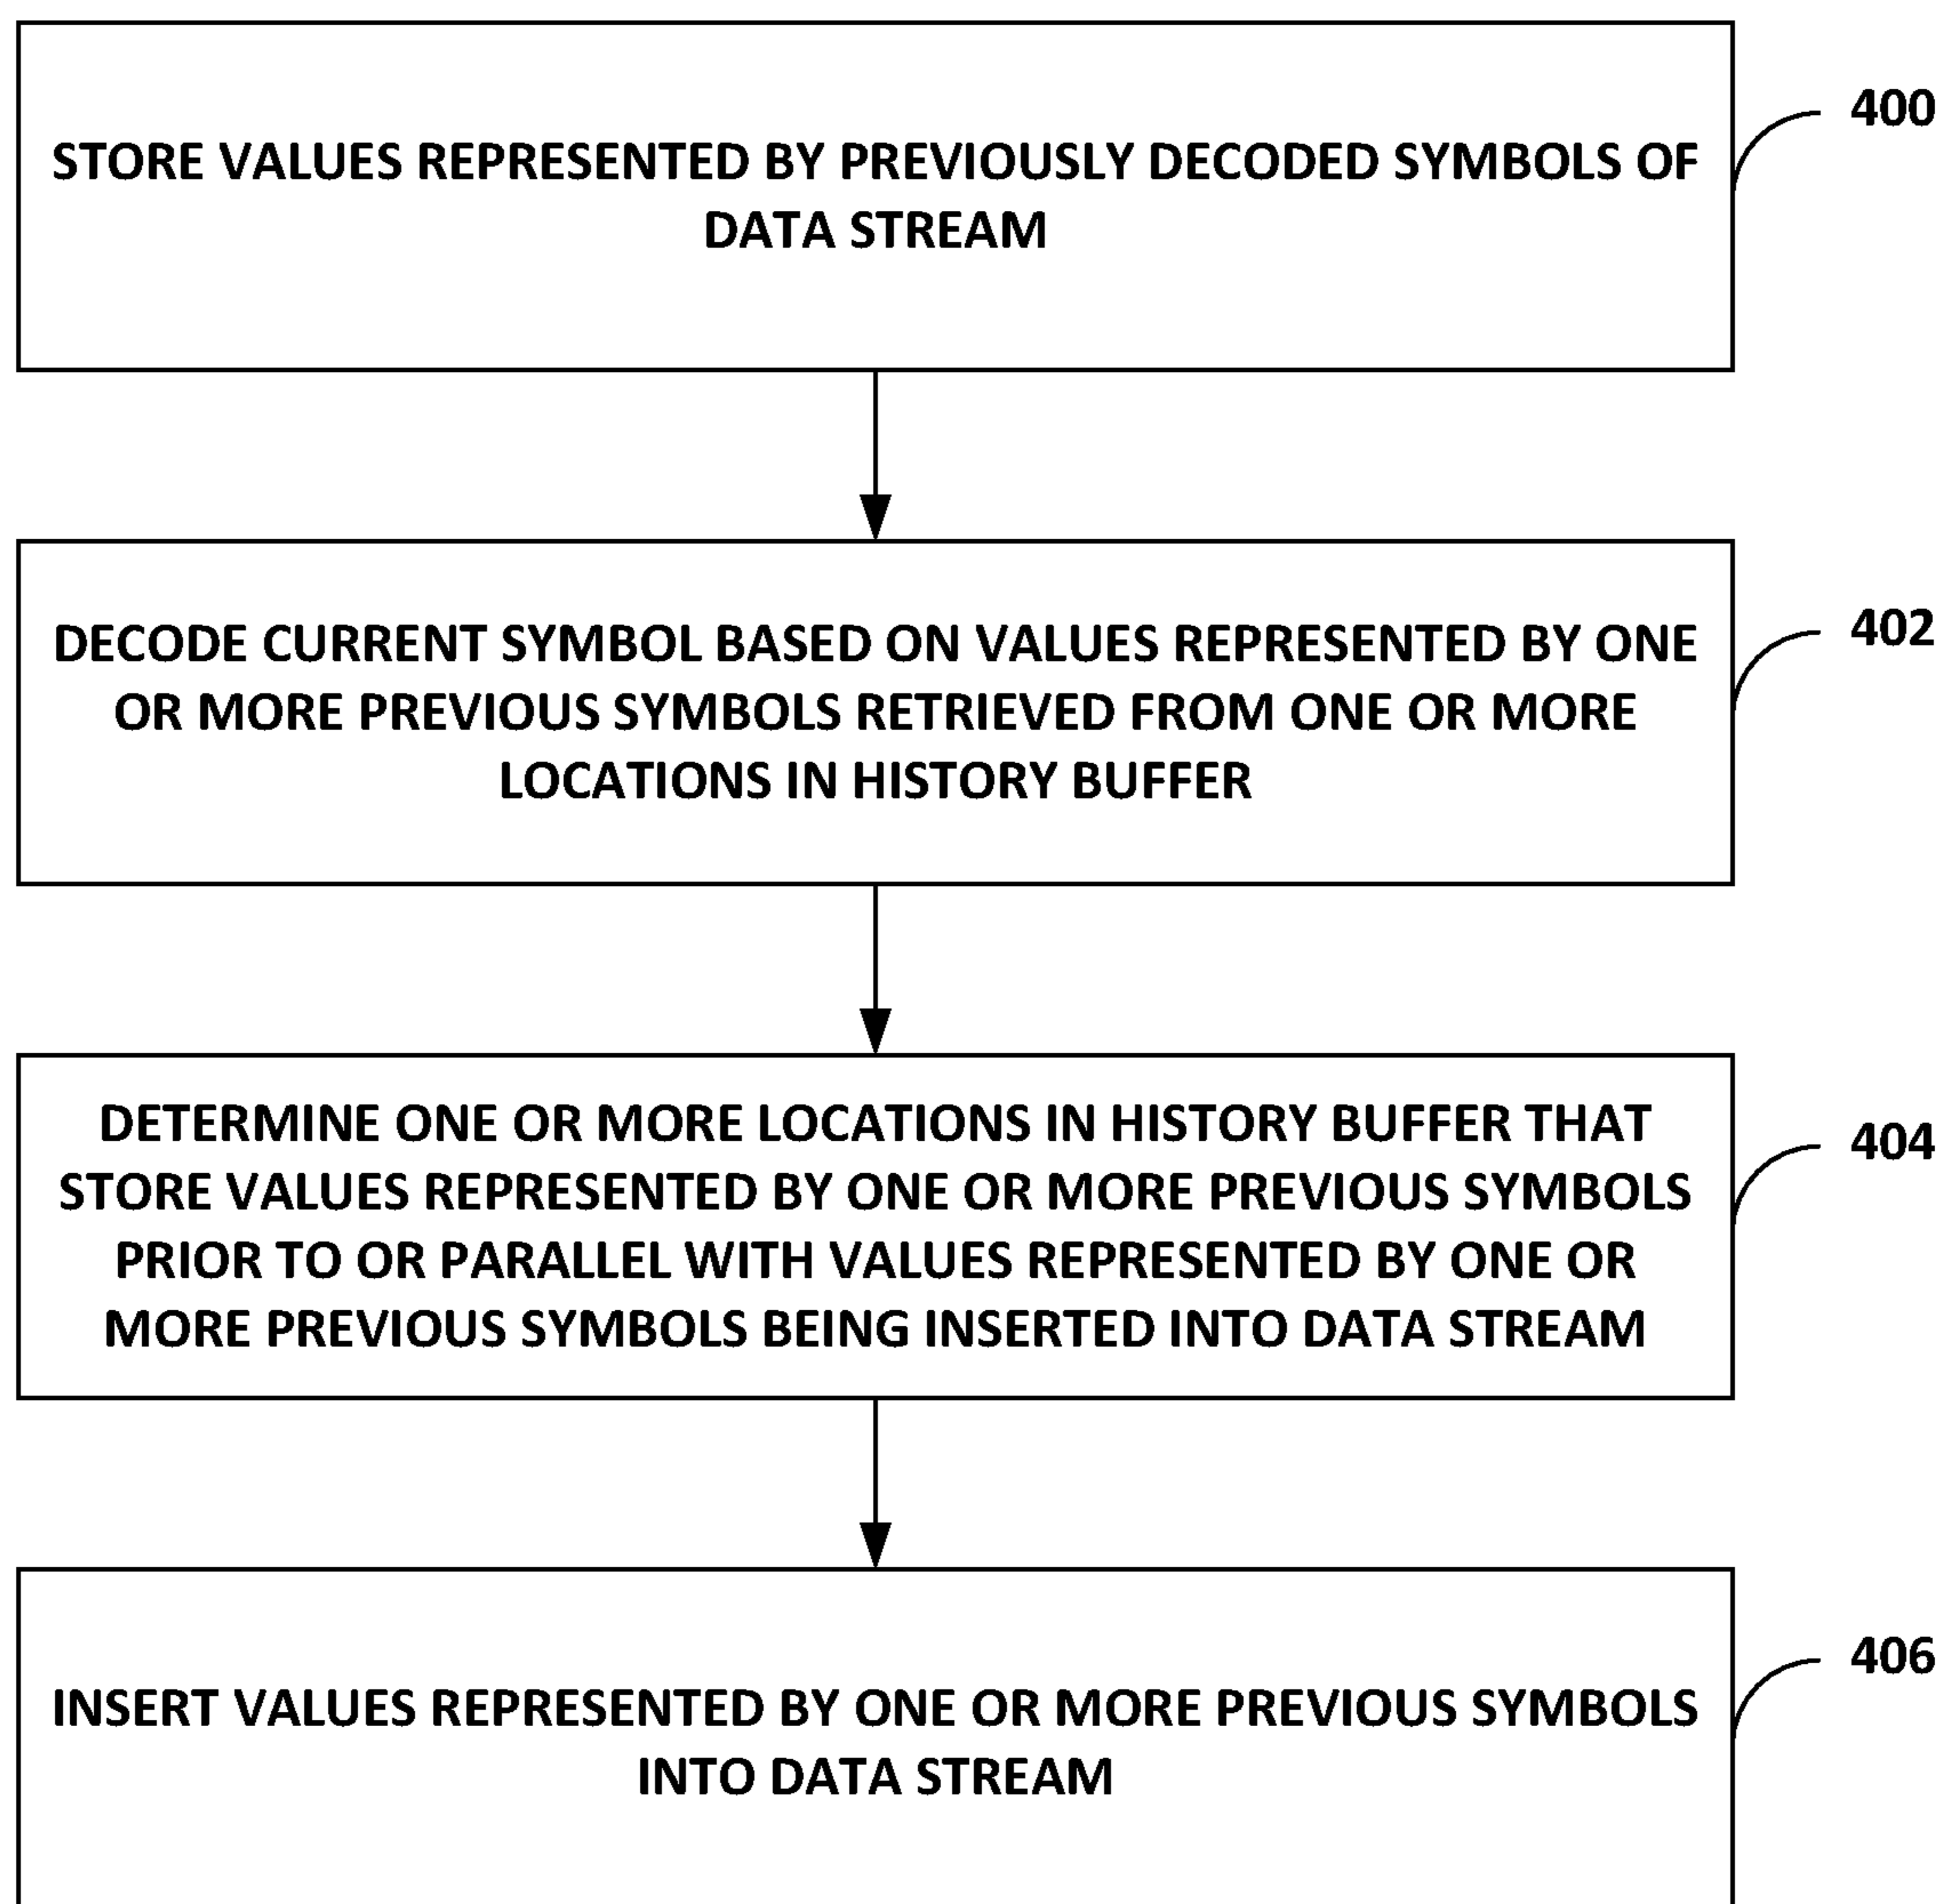 400
STORE VALUES REPRESENTED BY PREVIOUSLY DECODED SYMBOLS OF
DATA STREAM
402
DECODE CURRENT SYMBOL BASED ON VALUES REPRESENTED BY ONE
OR MORE PREVIOUS SYMBOLS RETRIEVED FROM ONE OR MORE
LOCATIONS IN HISTORY BUFFER
404
DETERMINE ONE OR MORE LOCATIONS IN HISTORY BUFFER THAT
STORE VALUES REPRESENTED BY ONE OR MORE PREVIOUS SYMBOLS
PRIOR TO OR PARALLEL WITH VALUES REPRESENTED BY ONE OR
MORE PREVIOUS SYMBOLS BEING INSERTED INTO DATA STREAM
406
INSERT VALUES REPRESENTED BY ONE OR MORE PREVIOUS SYMBOLS
INTO DATA STREAM